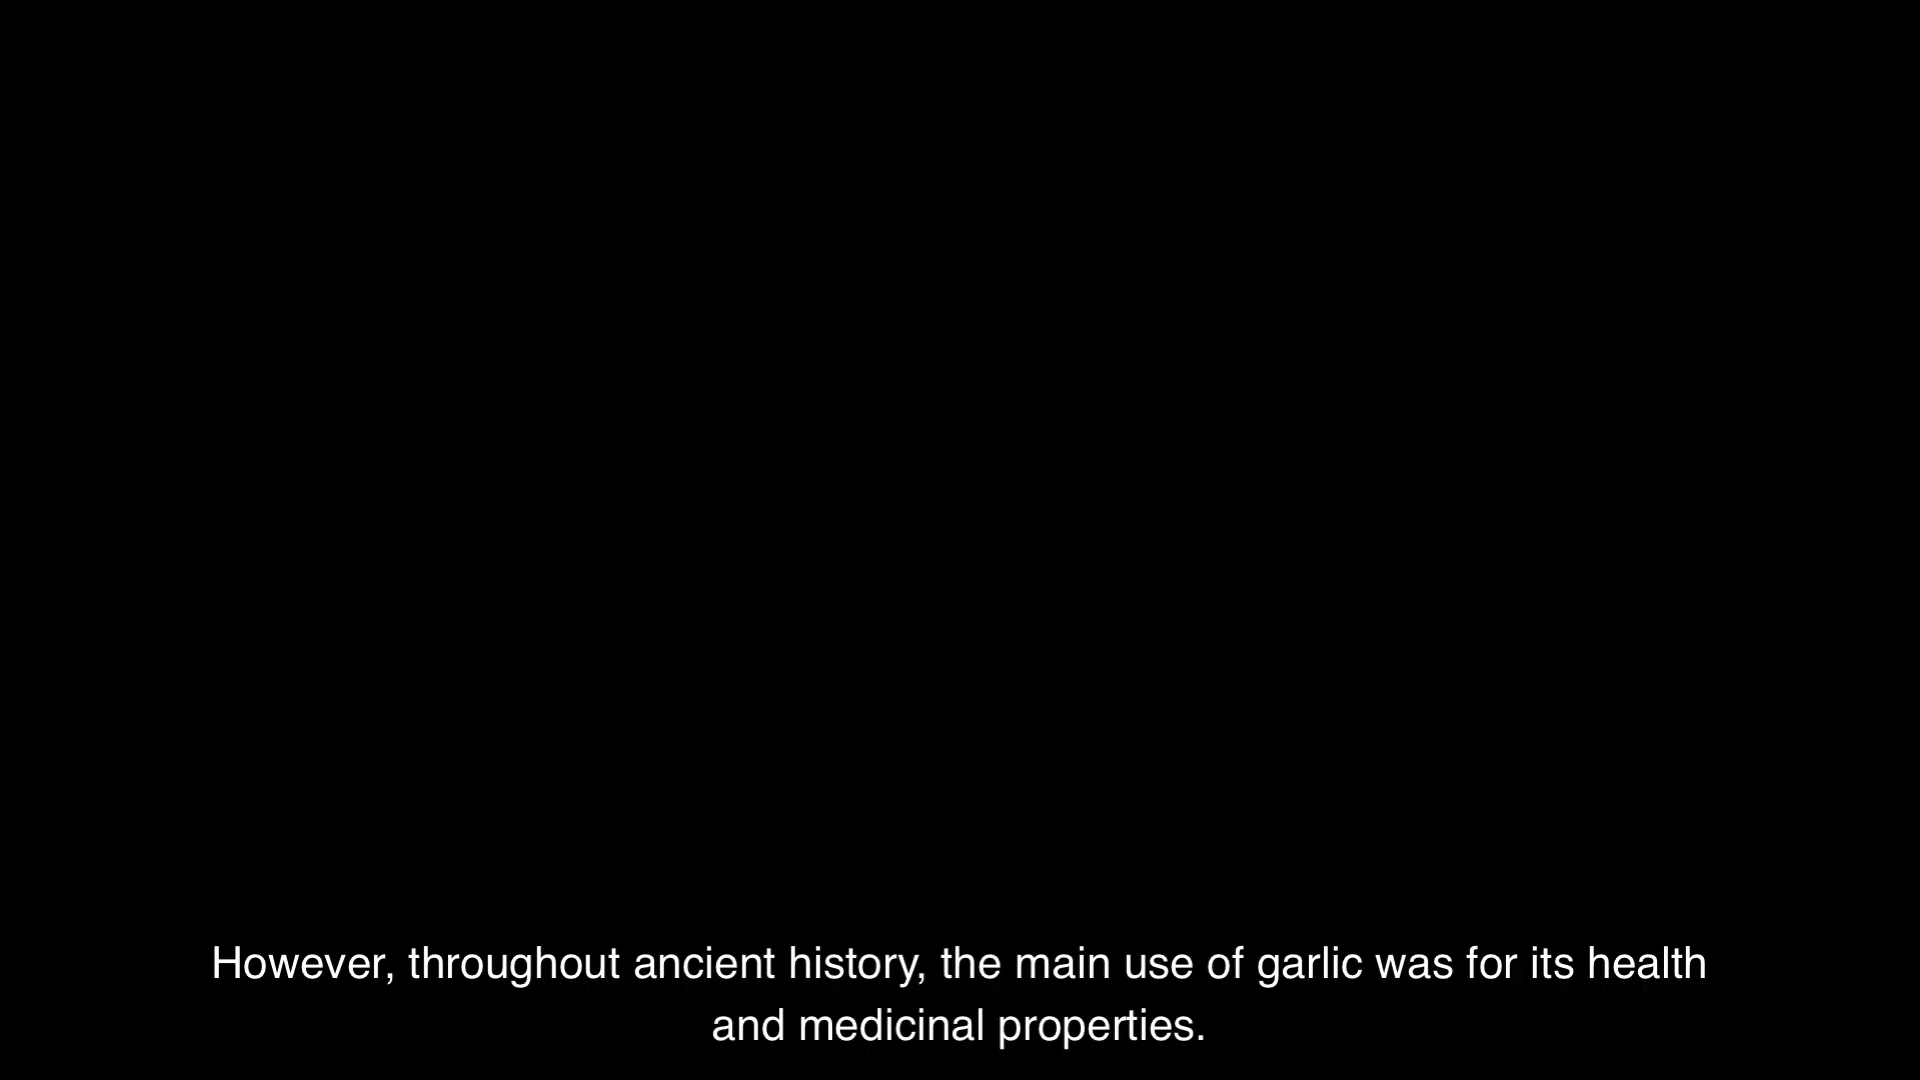 However, throughout ancient history, the main use of garlic was for its health
and medicinal properties.